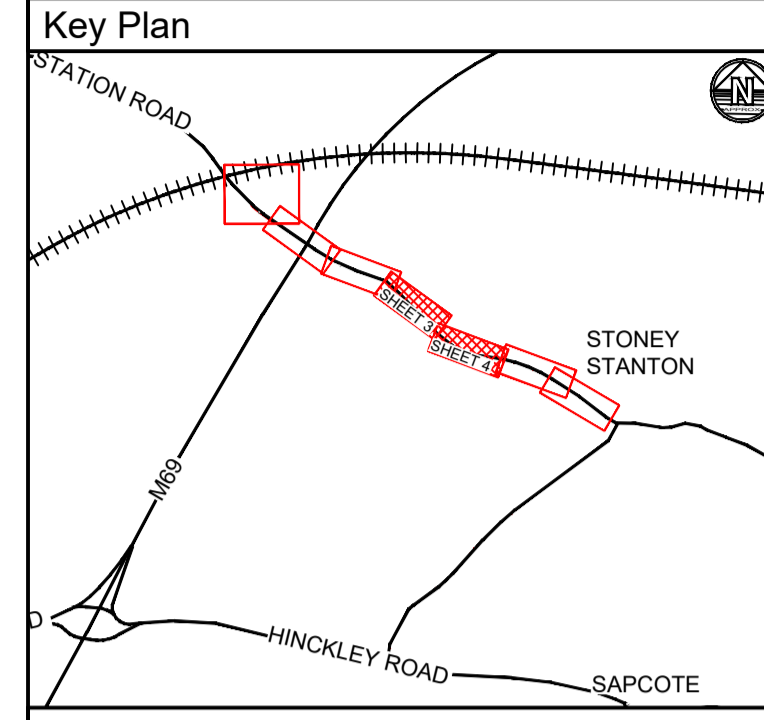 Key Plan
STATION ROAD
N
APPROX
SHEET 3
SHEET 4
STONEY
STANTON
M69
D
HINCKLEY ROAD
SAPCOTE